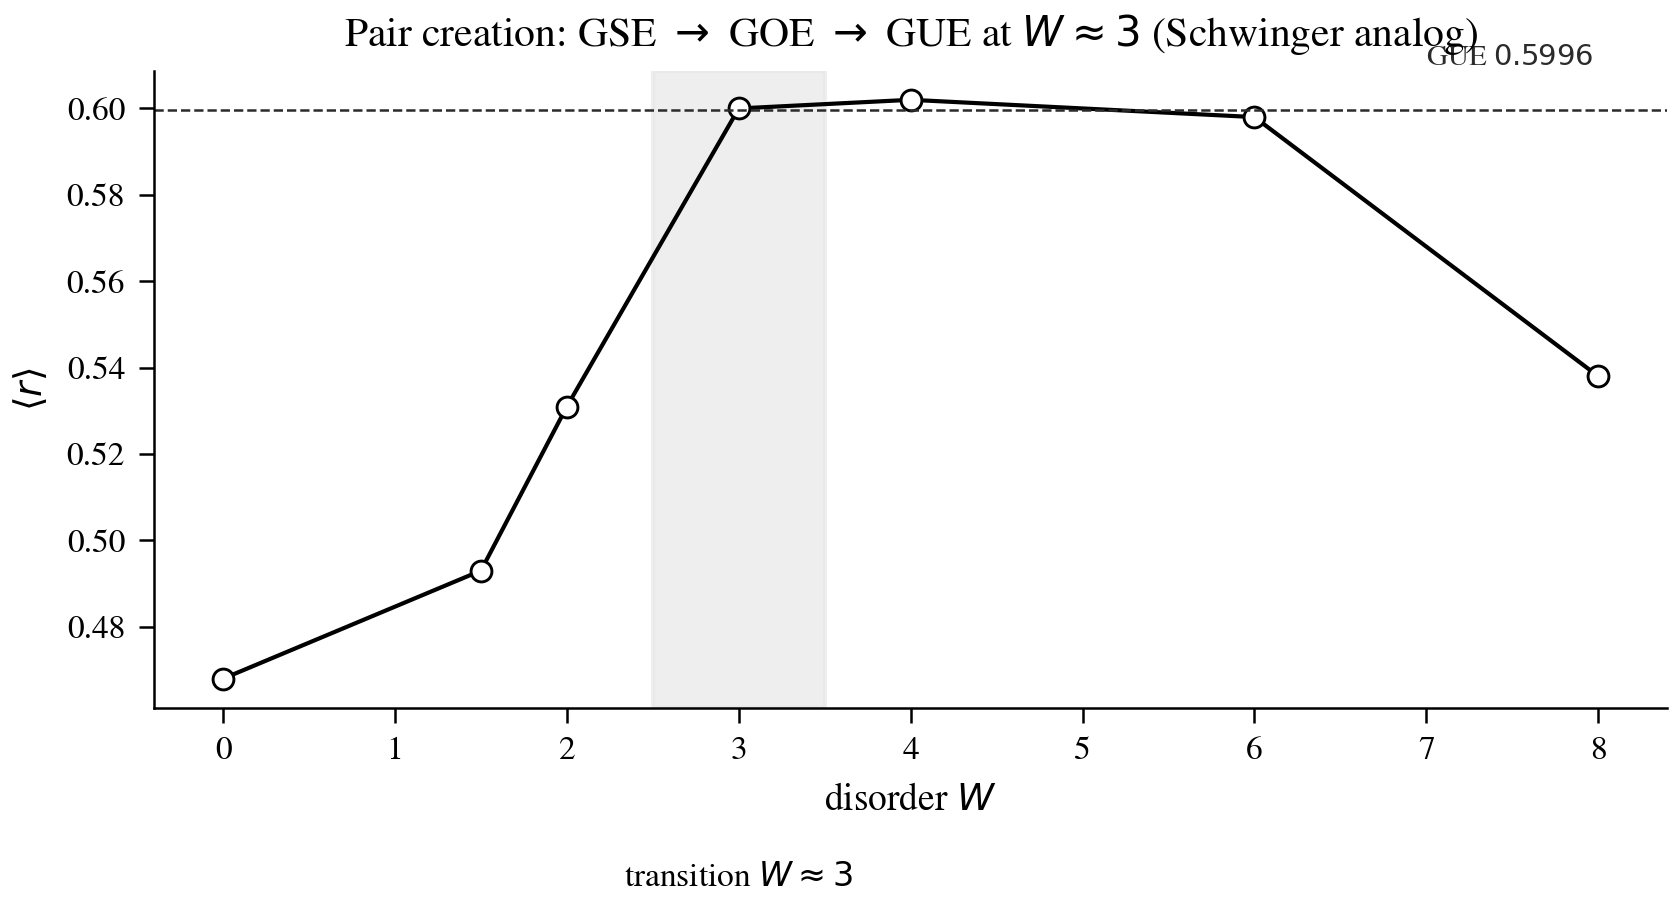 Pair creation: GSE → GOE → GUE at W ≈ 3 (Schwinger analog)
GUE 0.5996
0.60
0.58
0.56
0.54
0.52
0.50
0.48
⟨r⟩
0 1 2 3 4 5 6 7 8
disorder W
transition W ≈ 3